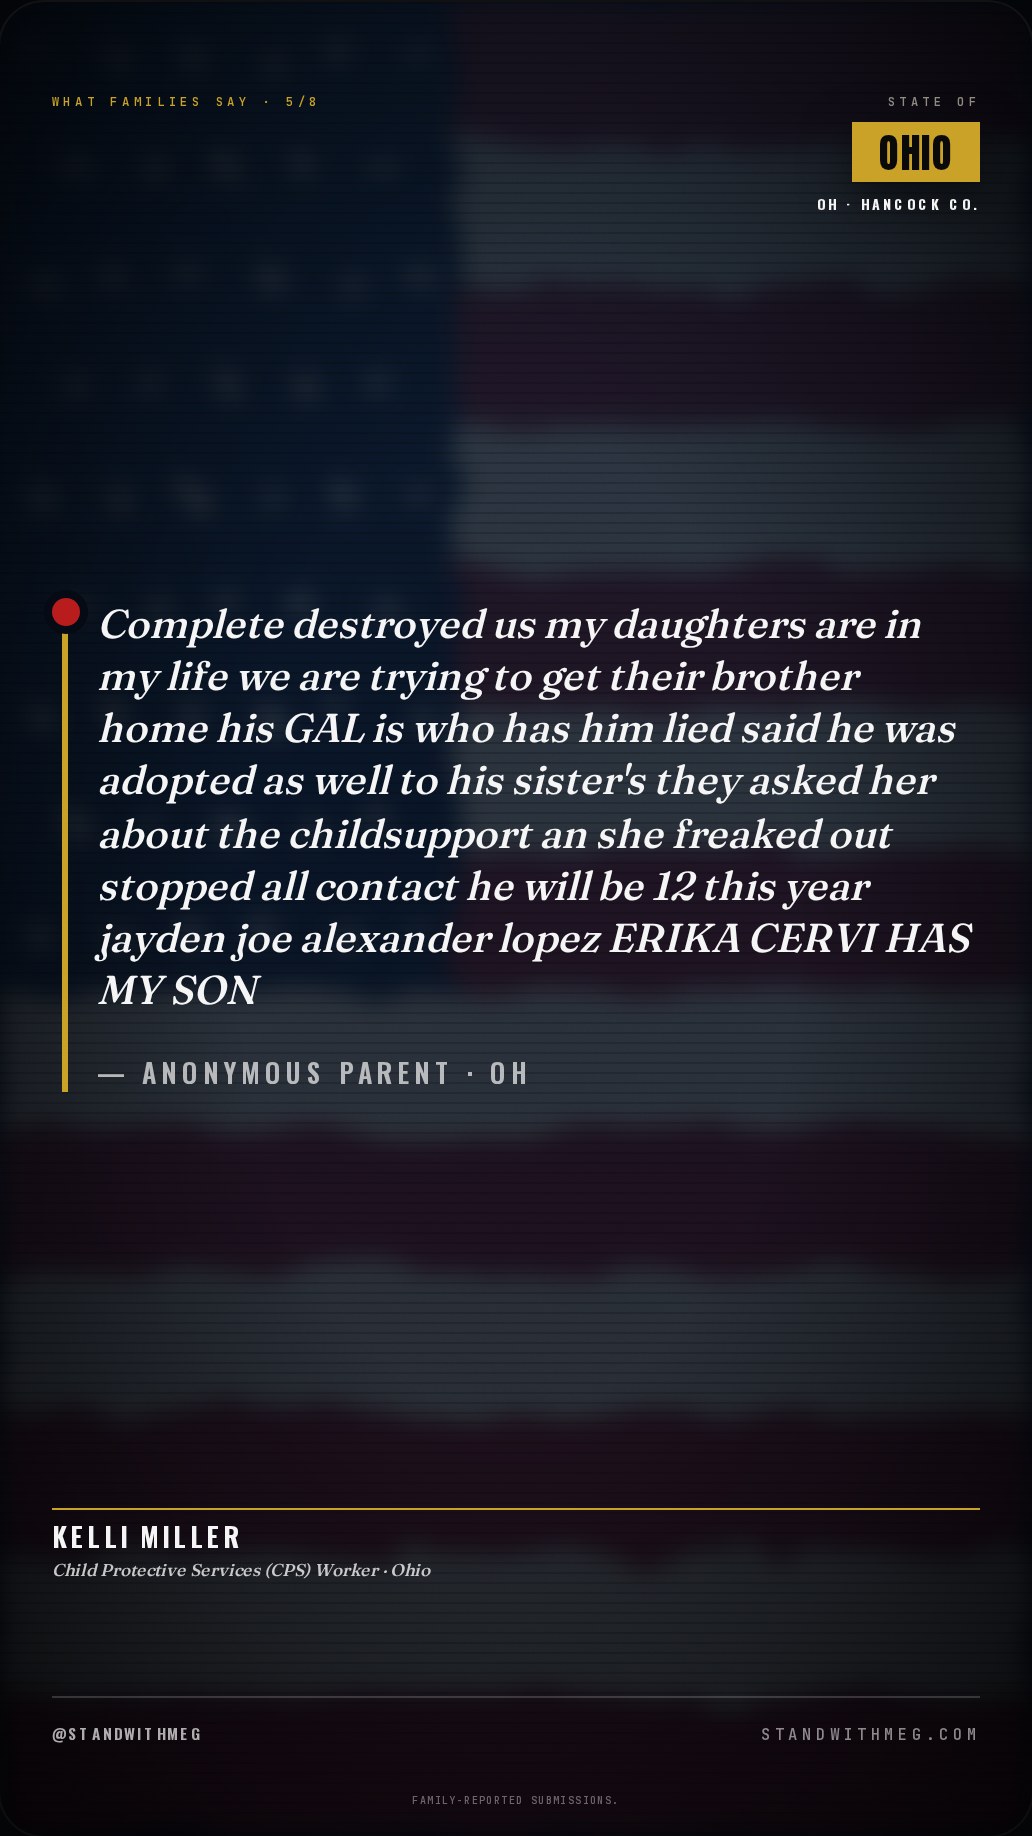 WHAT FAMILIES SAY · 5/8
STATE OF
OHIO
OH · HANCOCK CO.
Complete destroyed us my daughters are in
my life we are trying to get their brother
home his GAL is who has him lied said he was
adopted as well to his sister's they asked her
about the childsupport an she freaked out
stopped all contact he will be 12 this year
jayden joe alexander lopez ERIKA CERVI HAS
MY SON
— ANONYMOUS PARENT · OH
KELLI MILLER
Child Protective Services (CPS) Worker · Ohio
@STANDWITHMEG
STANDWITHMEG.COM
FAMILY-REPORTED SUBMISSIONS.